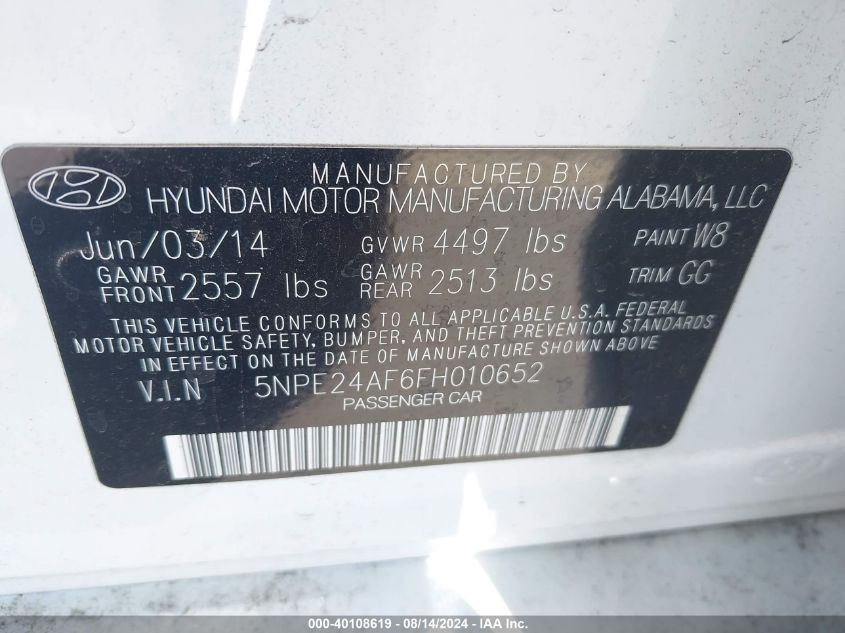 MANUFACTURED BY
HYUNDAI MOTOR MANUFACTURING ALABAMA, LLC
Jun/03/14 GVWR 4497 lbs PAINT W8
GAWR FRONT 2557 lbs GAWR REAR 2513 lbs TRIM GG
THIS VEHICLE CONFORMS TO ALL APPLICABLE U.S.A. FEDERAL
MOTOR VEHICLE SAFETY, BUMPER, AND THEFT PREVENTION STANDARDS
IN EFFECT ON THE DATE OF MANUFACTURE SHOWN ABOVE.
V.I.N 5NPE24AF6FH010652
PASSENGER CAR
000-40108619 - 08/14/2024 - IAA Inc.